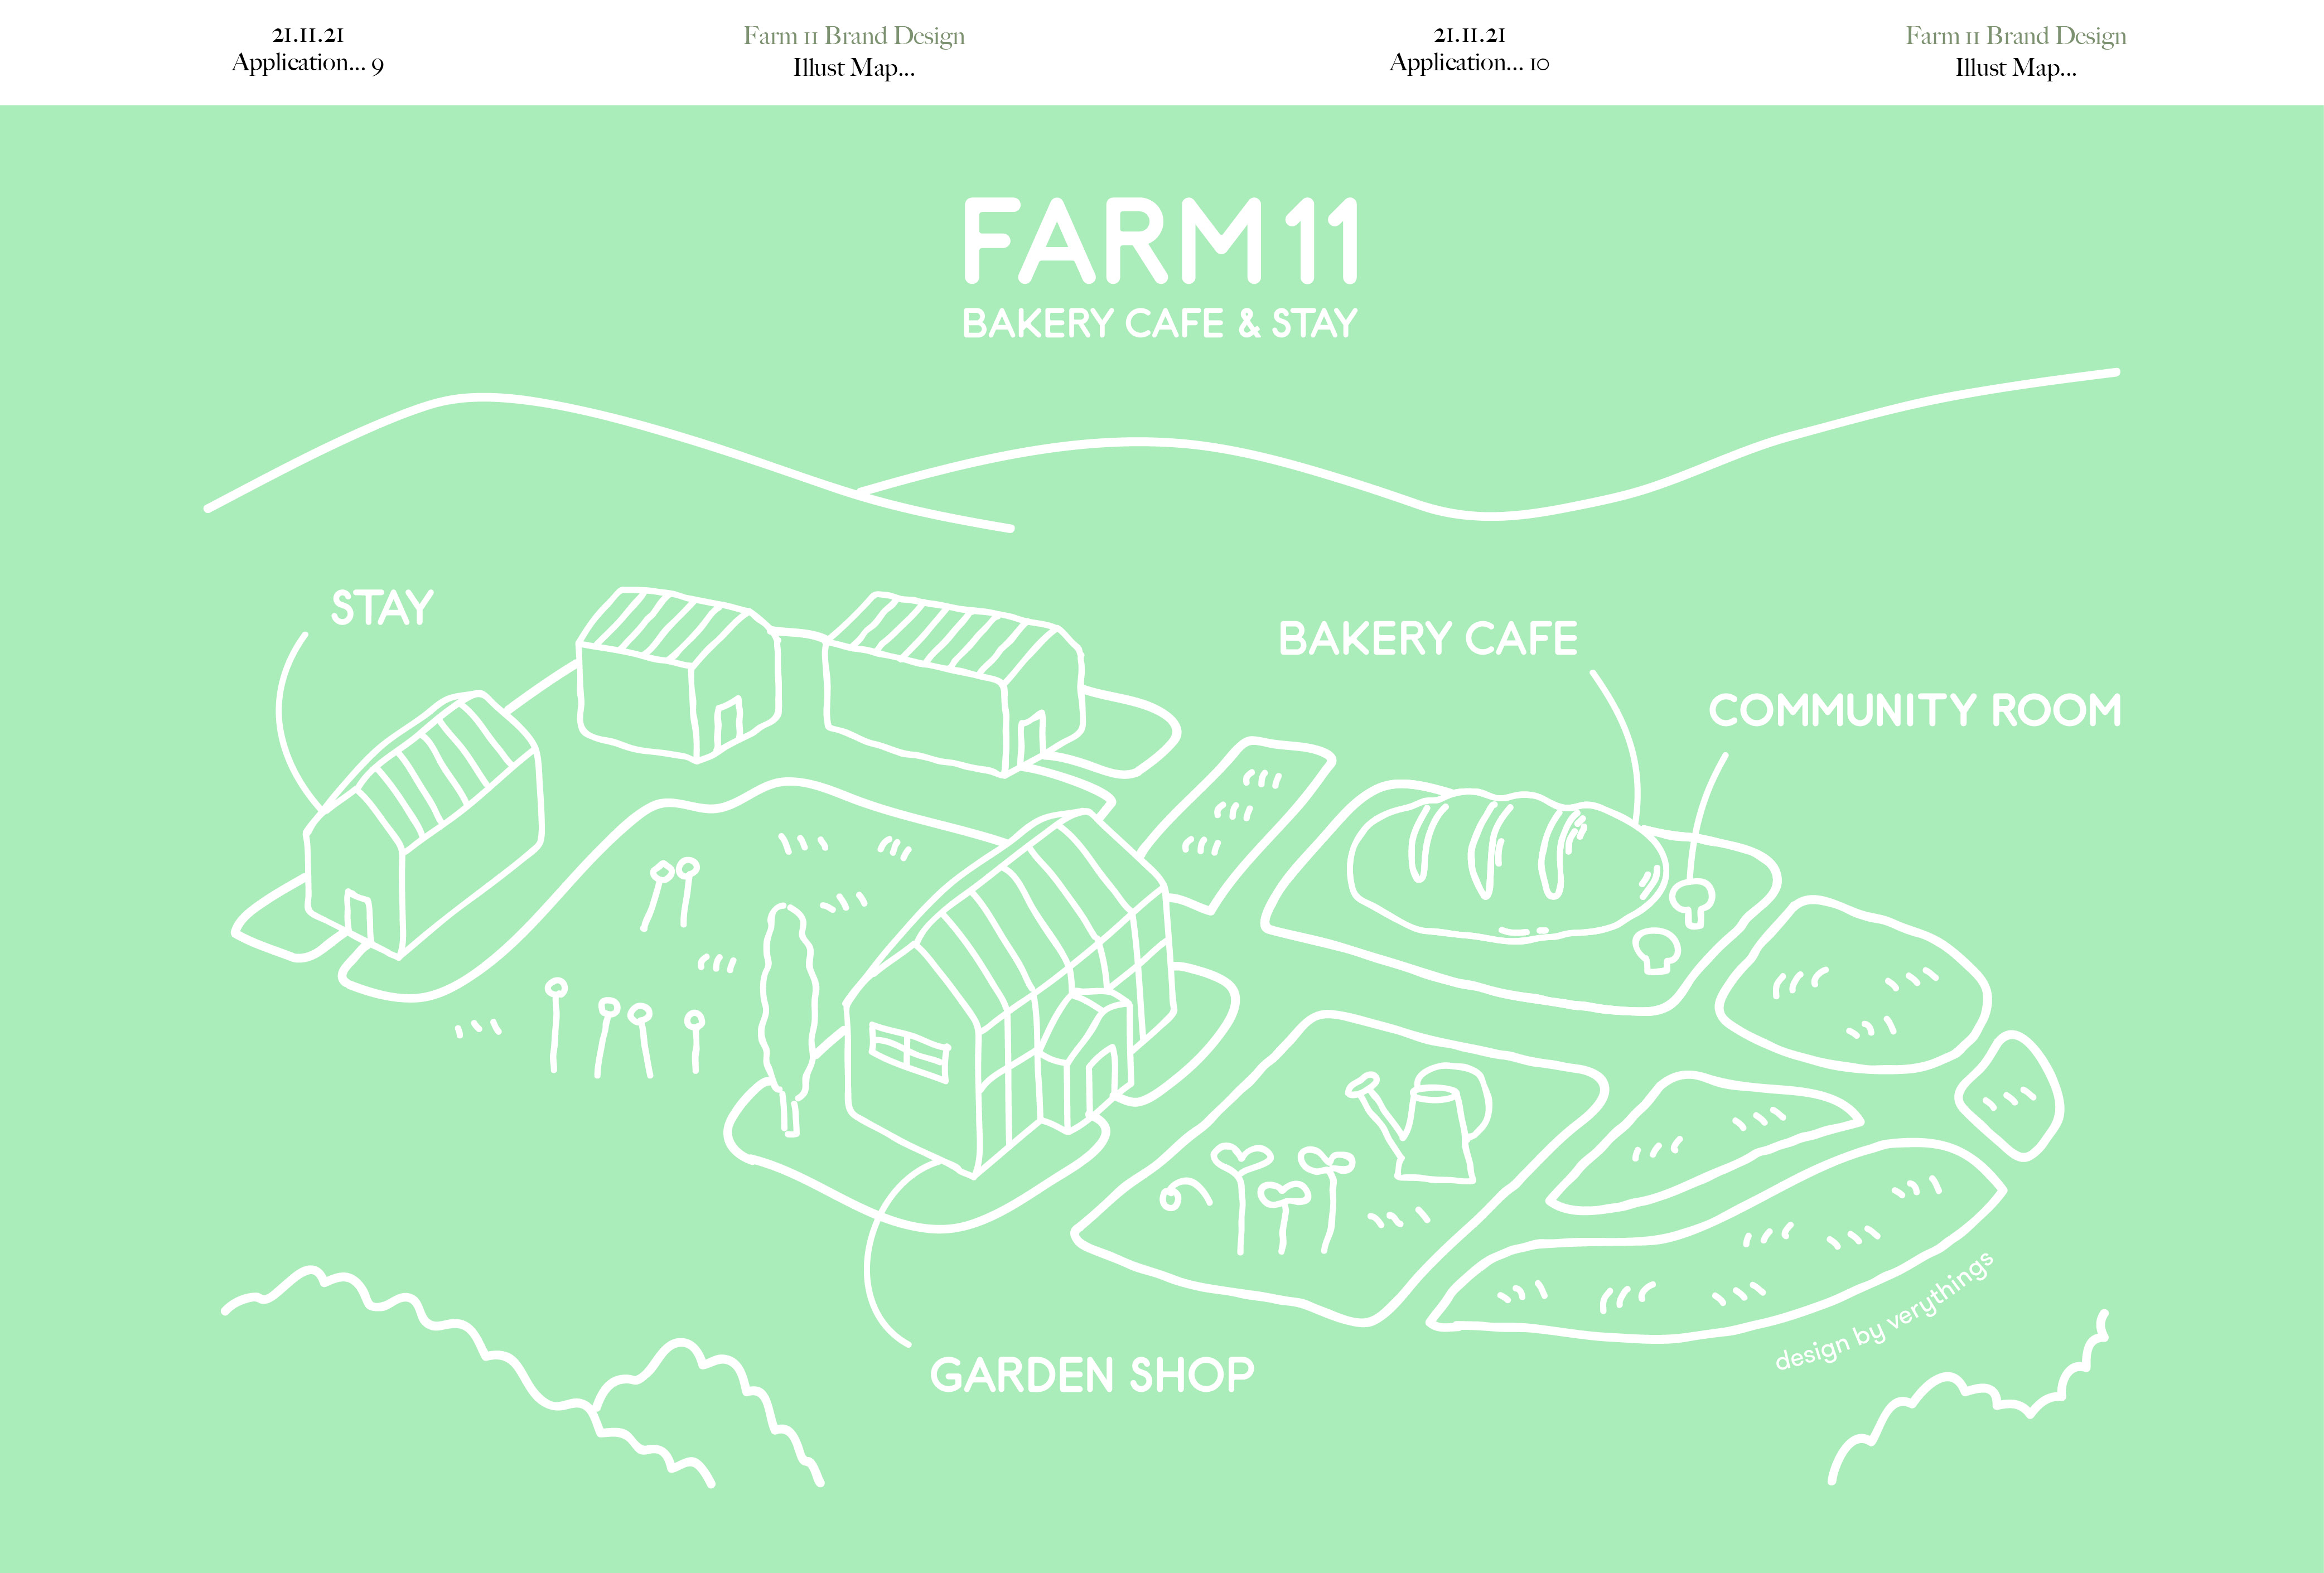 21.11.21
Application... 9
Farm 11 Brand Design
Illust Map...
21.11.21
Application... 10
Farm 11 Brand Design
Illust Map...
FARM 11
BAKERY CAFE & STAY
STAY
BAKERY CAFE
COMMUNITY ROOM
design by verythings
GARDEN SHOP